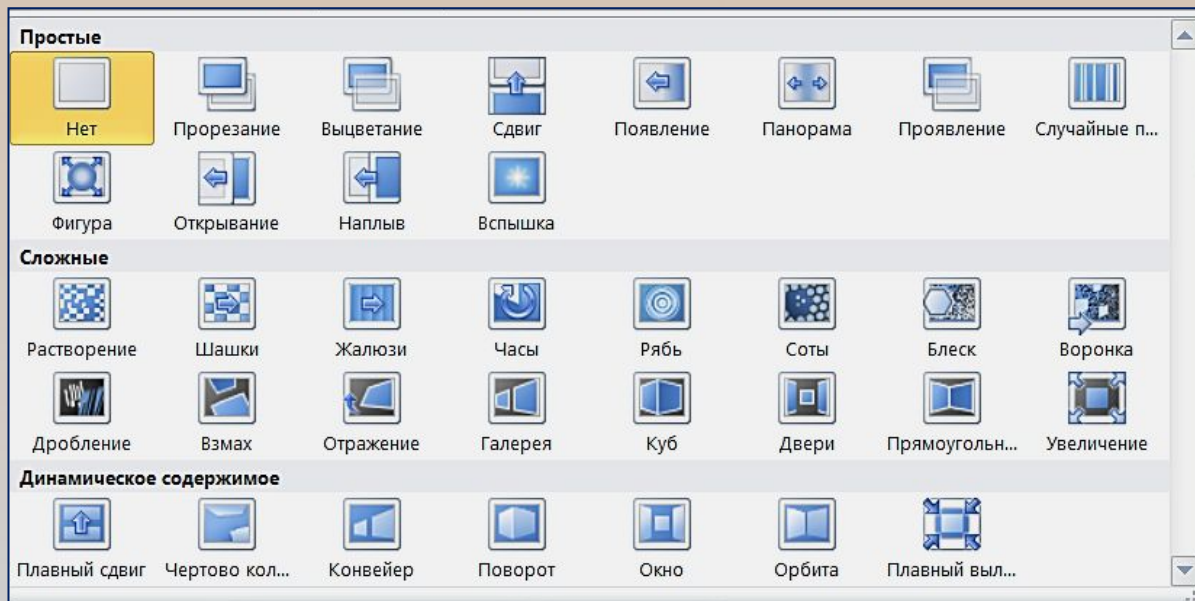 Простые
Нет Прорезание Выцветание Сдвиг Появление Панорама Проявление Случайные п...
Фигура Открывание Наплыв Вспышка
Сложные
Растворение Шашки Жалюзи Часы Рябь Соты Блеск Воронка
Дробление Взмах Отражение Галерея Куб Двери Прямоугольн... Увеличение
Динамическое содержимое
Плавный сдвиг Чертово кол... Конвейер Поворот Окно Орбита Плавный выл...